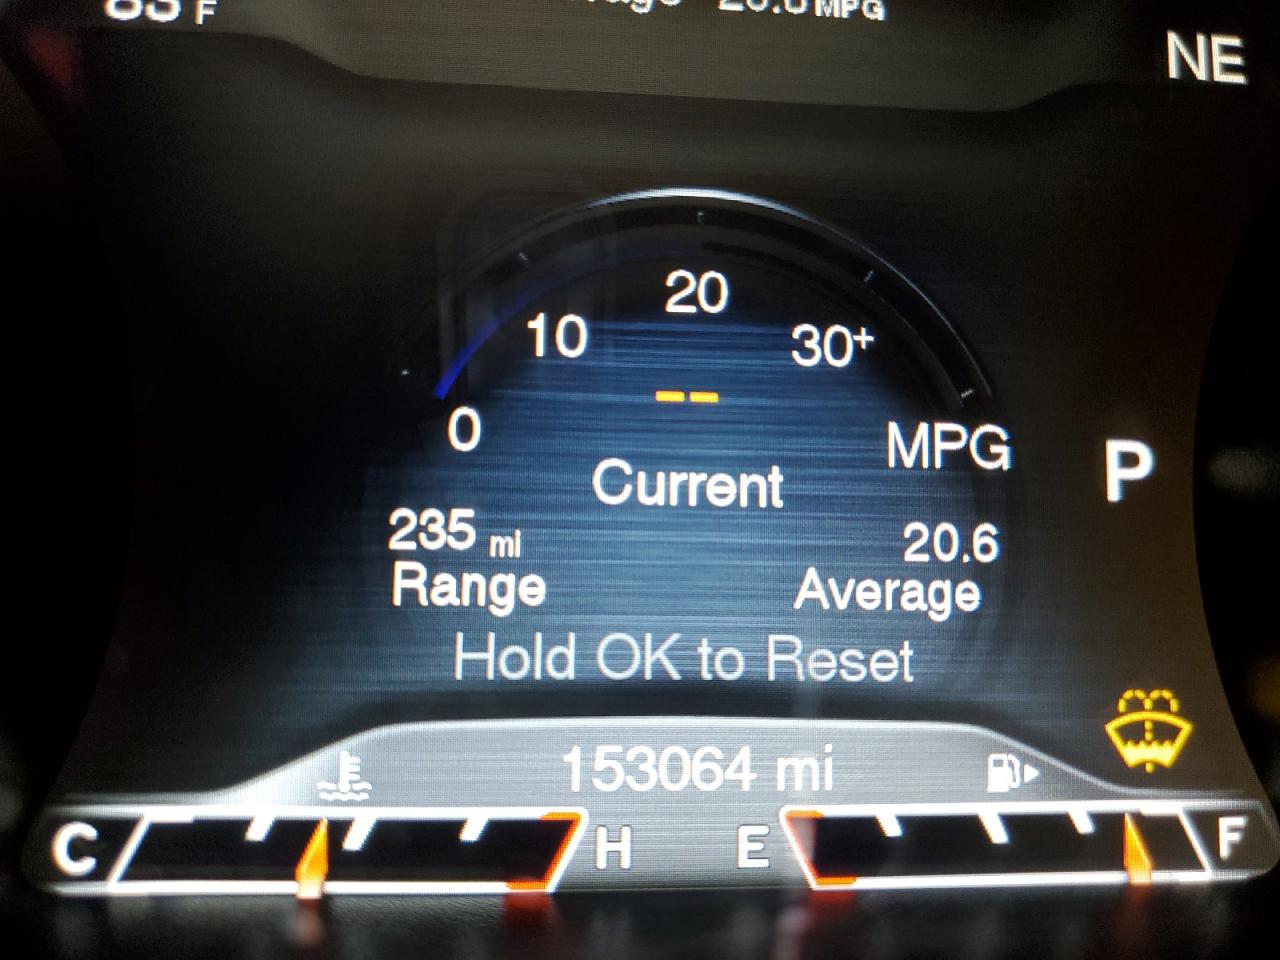 F
MPG
NE
20
10
30+
0
MPG
P
Current
235 mi
20.6
Range
Average
Hold OK to Reset
153064 mi
C
H
E
F